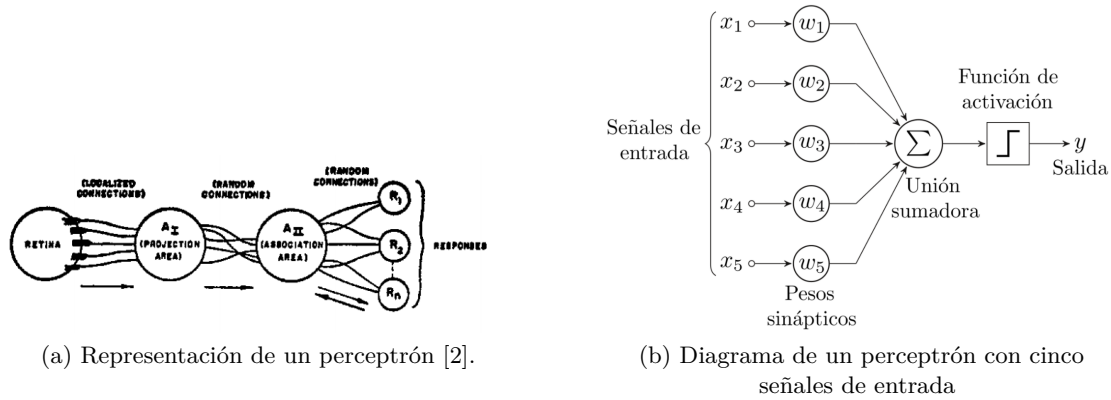 (LOCALIZED
CONNECTIONS)
(RANDOM
CONNECTIONS)
(RANDOM
CONNECTIONS)
RETINA
A I
(PROJECTION
AREA)
A II
(ASSOCIATION
AREA)
R1
R2
Rn
RESPONSES
(a) Representación de un perceptrón [2].
Señales de
entrada
x1
w1
x2
w2
x3
w3
x4
w4
x5
w5
Pesos
sinápticos
Σ
Unión
sumadora
Función de
activación
y
Salida
(b) Diagrama de un perceptrón con cinco
señales de entrada